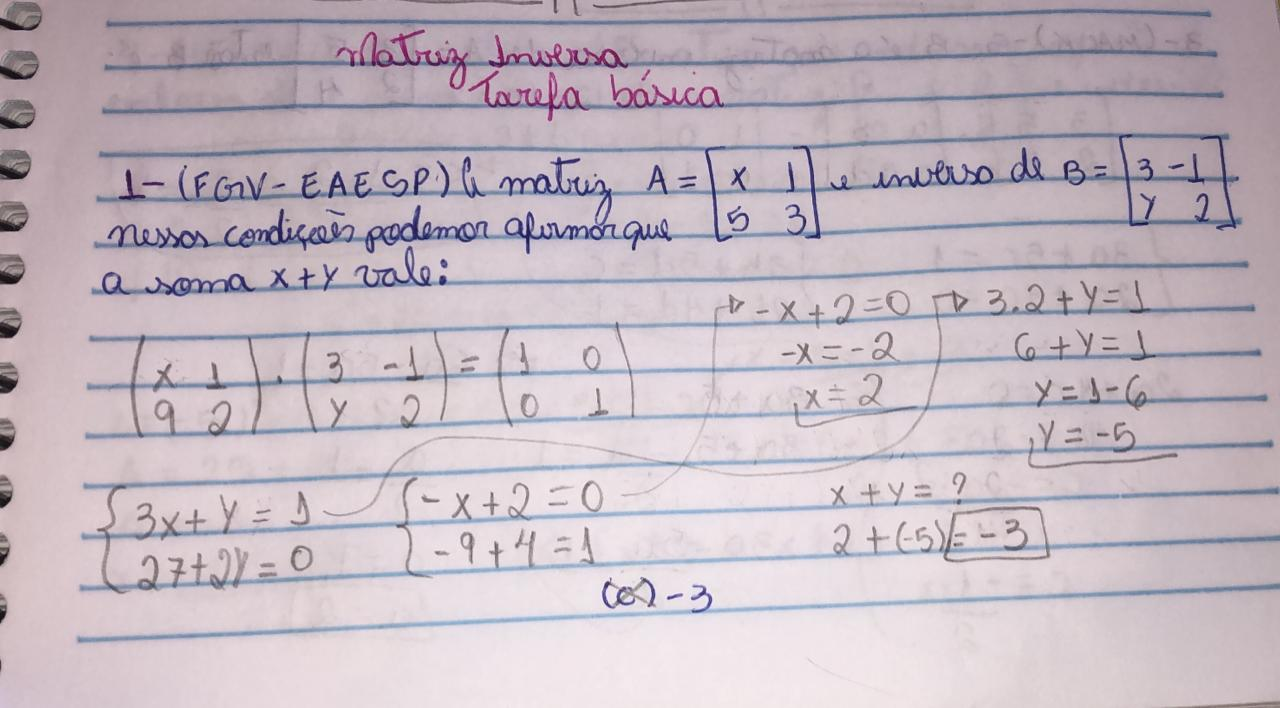 Matriz Inversa
Tarefa básica
1-(FGV-EAESP) A matriz A = [x 1 e inversa de B = [3 -1
5 3] y 2]
nessas condições podemos afirmar que
a soma x+y vale:
(x 1 . (3 -1 = (1 0
9 2) y 2) 0 1)
-x+2=0
-x=-2
x=2
3.2+y=1
6+y=1
y=1-6
y=-5
{3x+y=1
27+2y=0
{-x+2=0
-9+4=1
x+y=?
2+(-5)=-3
-3